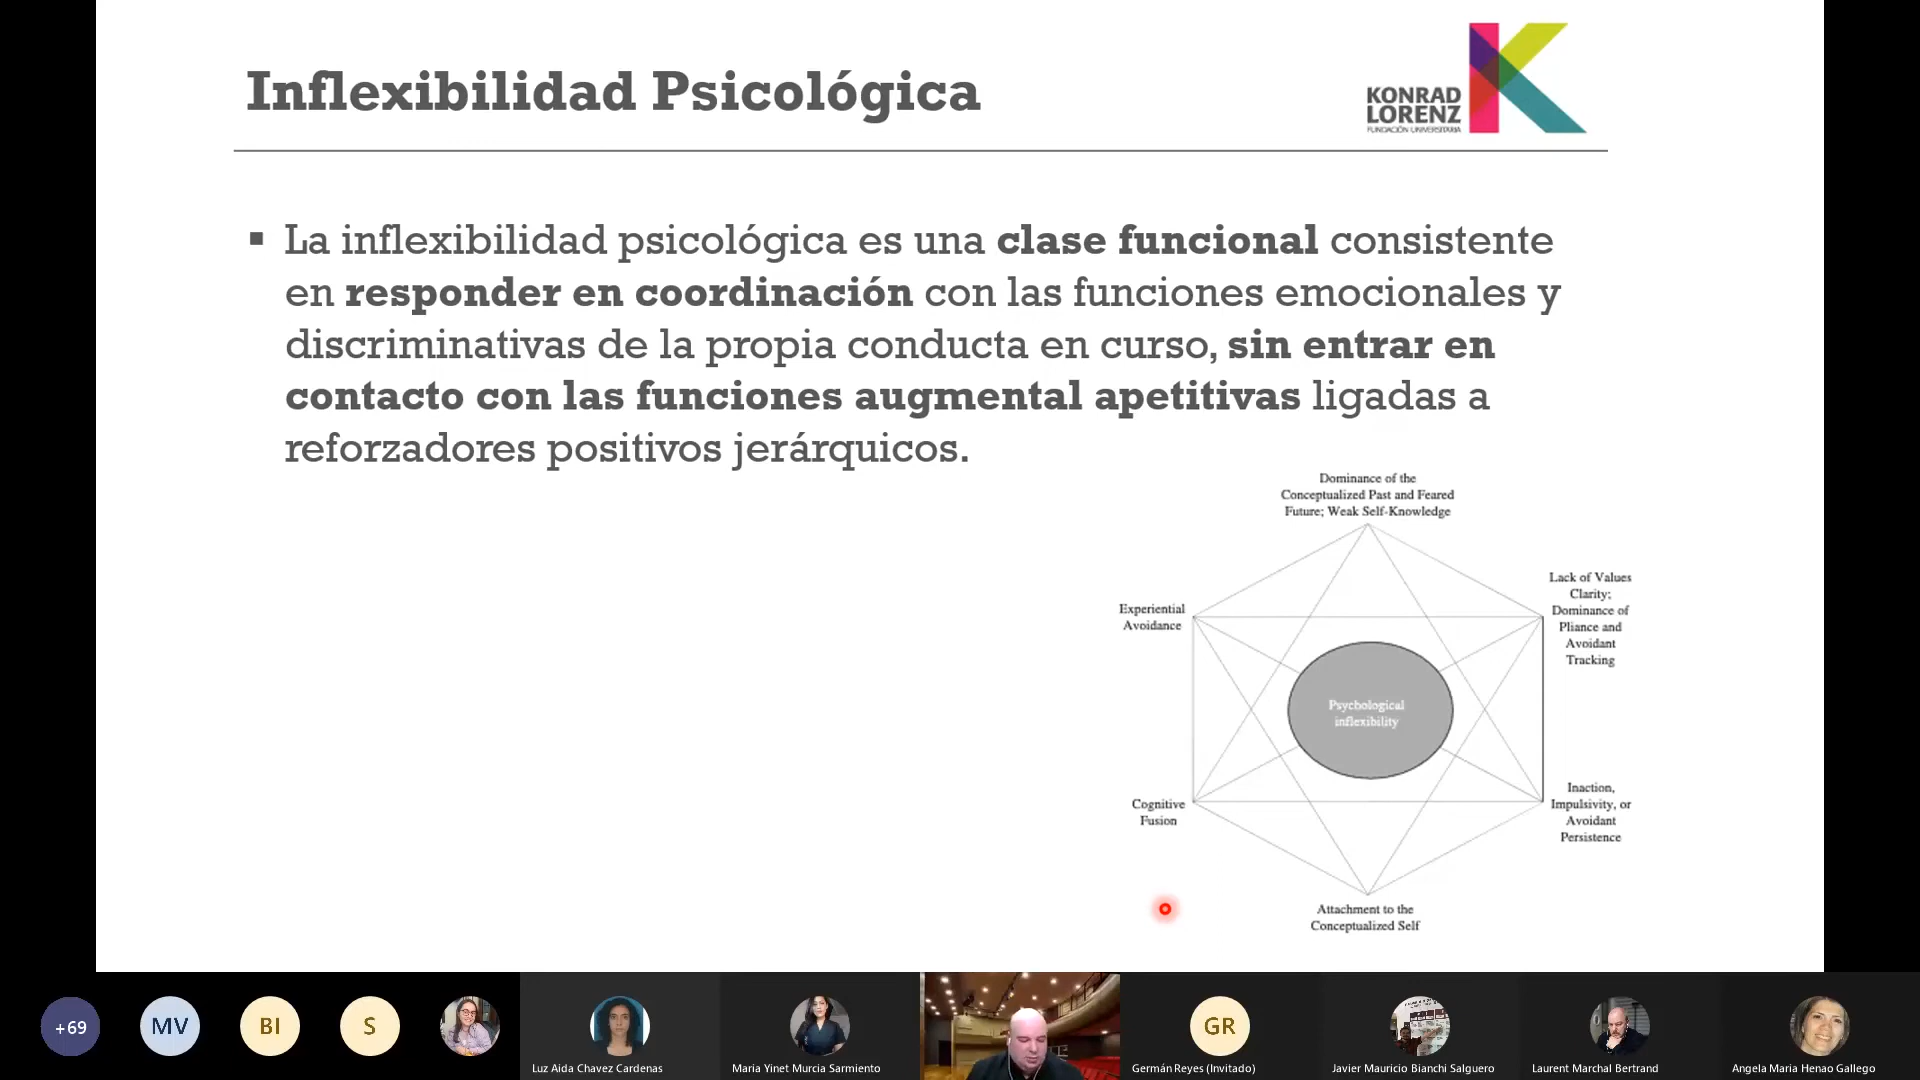 Inflexibilidad Psicológica
KONRAD
LORENZ
FUNDACIÓN UNIVERSITARIA
▪ La inflexibilidad psicológica es una clase funcional consistente
en responder en coordinación con las funciones emocionales y
discriminativas de la propia conducta en curso, sin entrar en
contacto con las funciones augmental apetitivas ligadas a
reforzadores positivos jerárquicos.
Dominance of the
Conceptualized Past and Feared
Future; Weak Self-Knowledge
Experiential
Avoidance
Lack of Values
Clarity;
Dominance of
Pliance and
Avoidant
Tracking
Psychological
inflexibility
Cognitive
Fusion
Inaction,
Impulsivity, or
Avoidant
Persistence
Attachment to the
Conceptualized Self
+69
MV
BI
S
GR
Luz Aida Chavez Cardenas
Maria Yinet Murcia Sarmiento
Germán Reyes (Invitado)
Javier Mauricio Bianchi Salguero
Laurent Marchal Bertrand
Angela Maria Henao Gallego